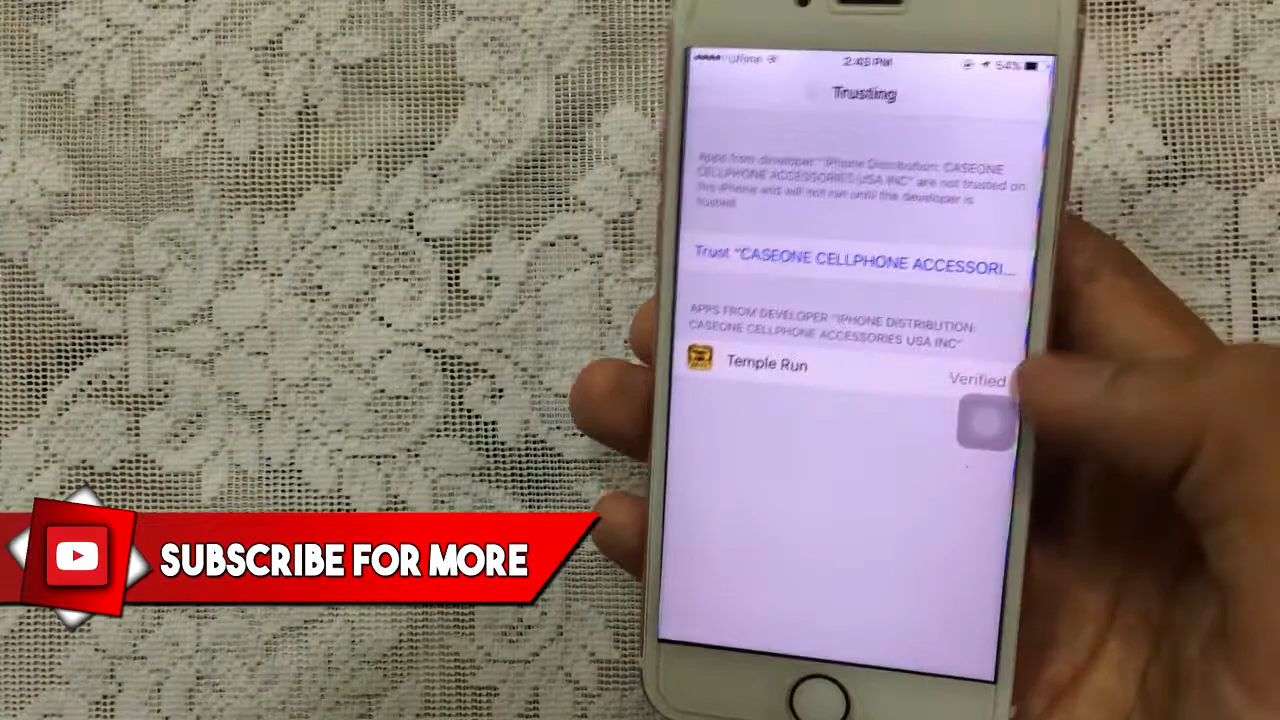 2:43 PM
54%
Trusting
Apps from developer "iPhone Distribution: CASEONE
CELLPHONE ACCESSORIES USA INC" are not trusted on
this iPhone and will not run until the developer is
trusted.
Trust "CASEONE CELLPHONE ACCESSORI...
APPS FROM DEVELOPER "IPHONE DISTRIBUTION:
CASEONE CELLPHONE ACCESSORIES USA INC"
Temple Run
Verified
SUBSCRIBE FOR MORE